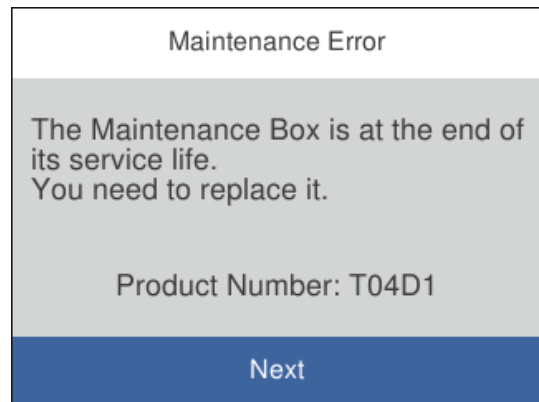 Maintenance Error
The Maintenance Box is at the end of
its service life.
You need to replace it.
Product Number: T04D1
Next